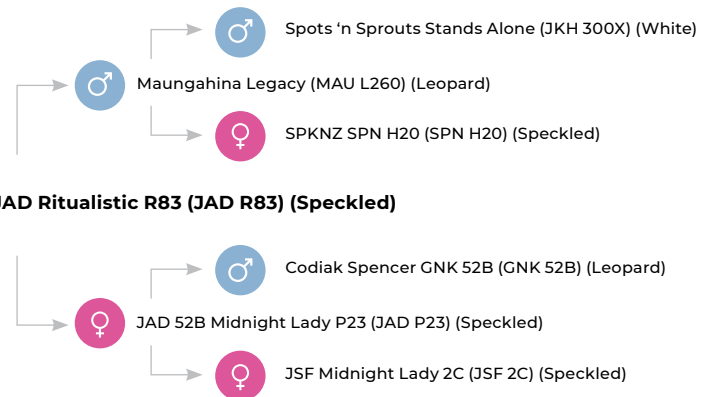 Spots ‘n Sprouts Stands Alone (JKH 300X) (White)
Maungahina Legacy (MAU L260) (Leopard)
SPKNZ SPN H20 (SPN H20) (Speckled)
JAD Ritualistic R83 (JAD R83) (Speckled)
Codiak Spencer GNK 52B (GNK 52B) (Leopard)
JAD 52B Midnight Lady P23 (JAD P23) (Speckled)
JSF Midnight Lady 2C (JSF 2C) (Speckled)